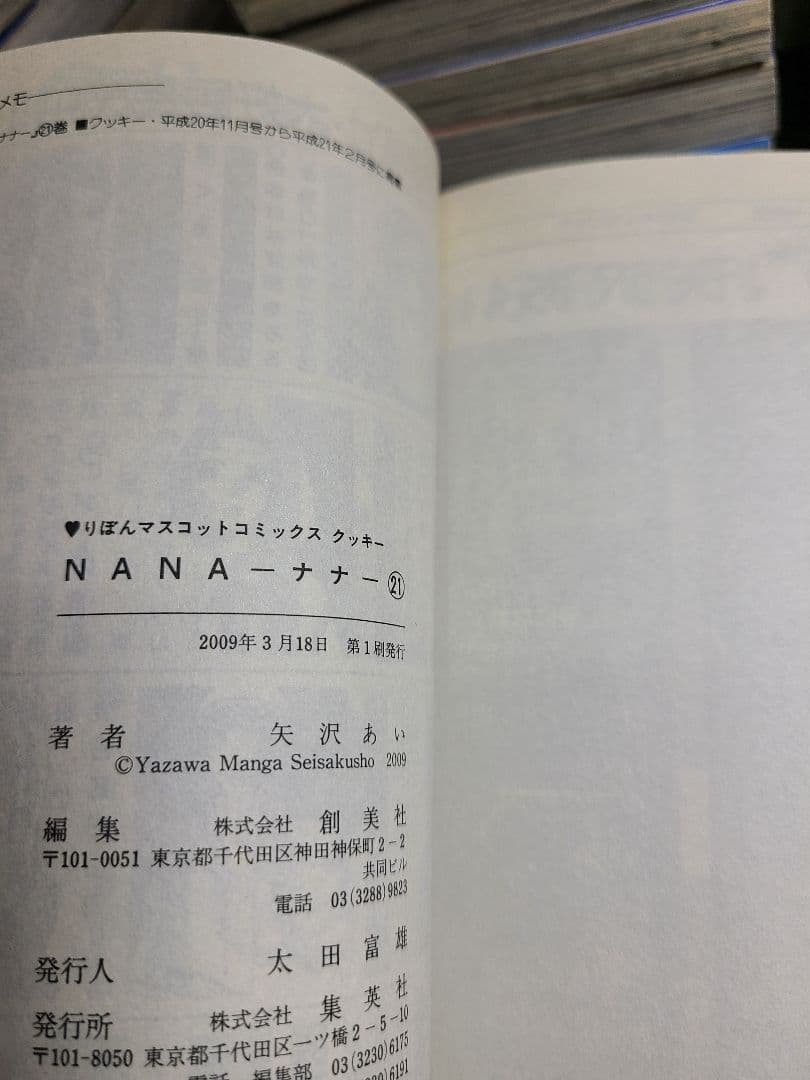 メモ
ナナー』㉑巻 ■クッキー・平成20年11月号から平成21年2月号に
♥りぼんマスコットコミックス クッキー
NANA―ナナ―㉑
2009年3月18日 第1刷発行
著者 矢沢あい
©Yazawa Manga Seisakusho 2009
編集 株式会社 創美社
〒101-0051 東京都千代田区神田神保町2-2
共同ビル
電話 03(3288)9823
発行人 太田富雄
発行所 株式会社 集英社
〒101-8050 東京都千代田区一ツ橋2-5-10
電話 編集部 03(3230)6175
)6191